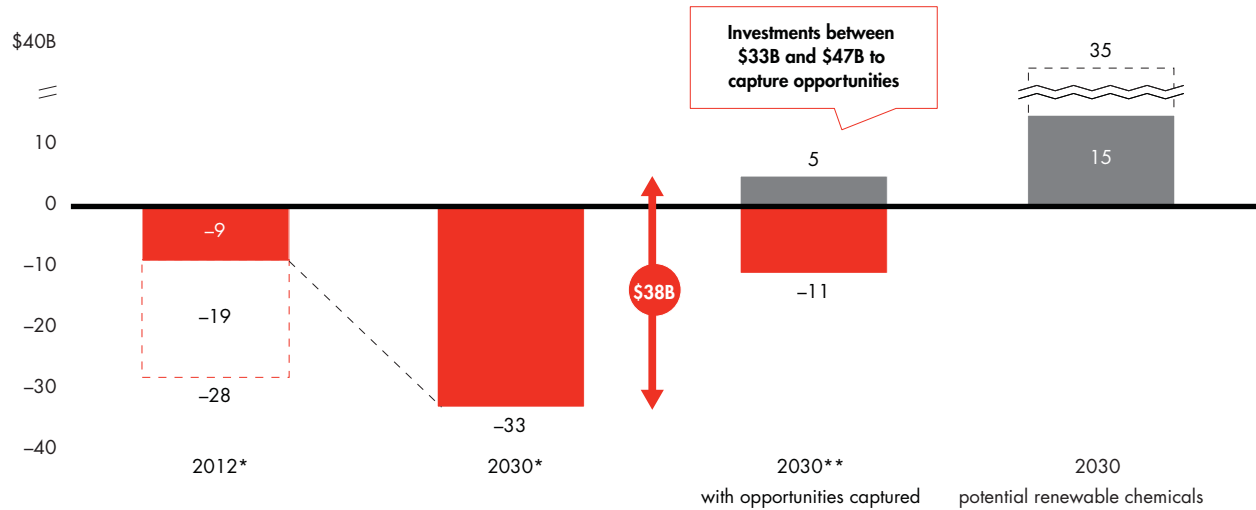 $40B
10
0
–10
–20
–30
–40
–9
–19
–28
–33
$38B
Investments between
$33B and $47B to
capture opportunities
5
–11
35
15
2012*
2030*
2030**
with opportunities captured
2030
potential renewable chemicals